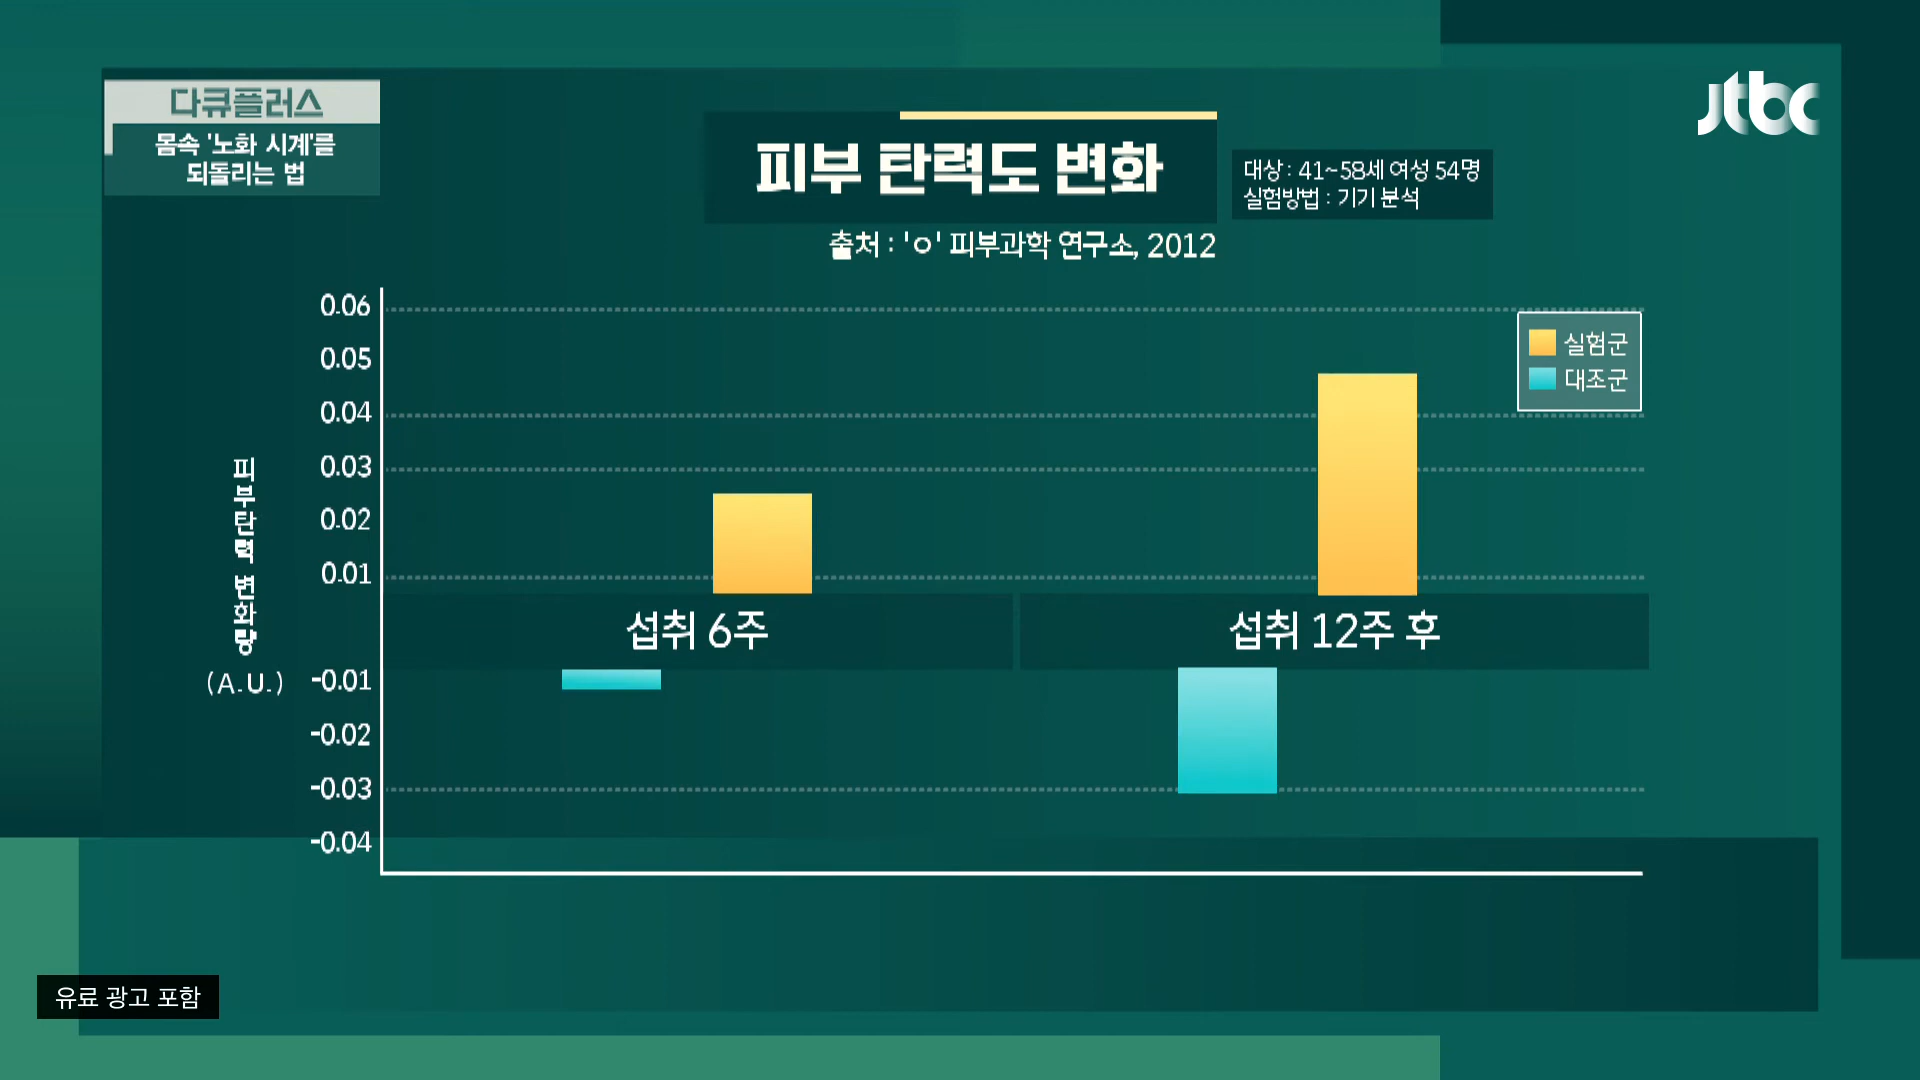 다큐플러스
몸속 '노화 시계'를
되돌리는 법
jtbc
피부 탄력도 변화
대상 : 41~58세 여성 54명
실험방법 : 기기 분석
출처 : 'ㅇ' 피부과학 연구소, 2012
0.06
0.05
0.04
0.03
0.02
0.01
-0.01
-0.02
-0.03
-0.04
피부탄력 변화량
(A.U.)
실험군
대조군
섭취 6주
섭취 12주 후
유료 광고 포함